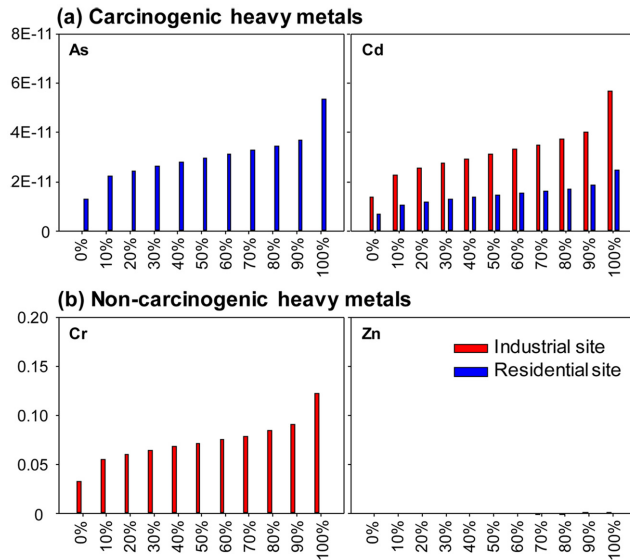 (a) Carcinogenic heavy metals
8E-11
6E-11
4E-11
2E-11
0
As
Cd
0% 10% 20% 30% 40% 50% 60% 70% 80% 90% 100%
0% 10% 20% 30% 40% 50% 60% 70% 80% 90% 100%
(b) Non-carcinogenic heavy metals
0.20
0.15
0.10
0.05
0
Cr
Zn
Industrial site
Residential site
0% 10% 20% 30% 40% 50% 60% 70% 80% 90% 100%
0% 10% 20% 30% 40% 50% 60% 70% 80% 90% 100%